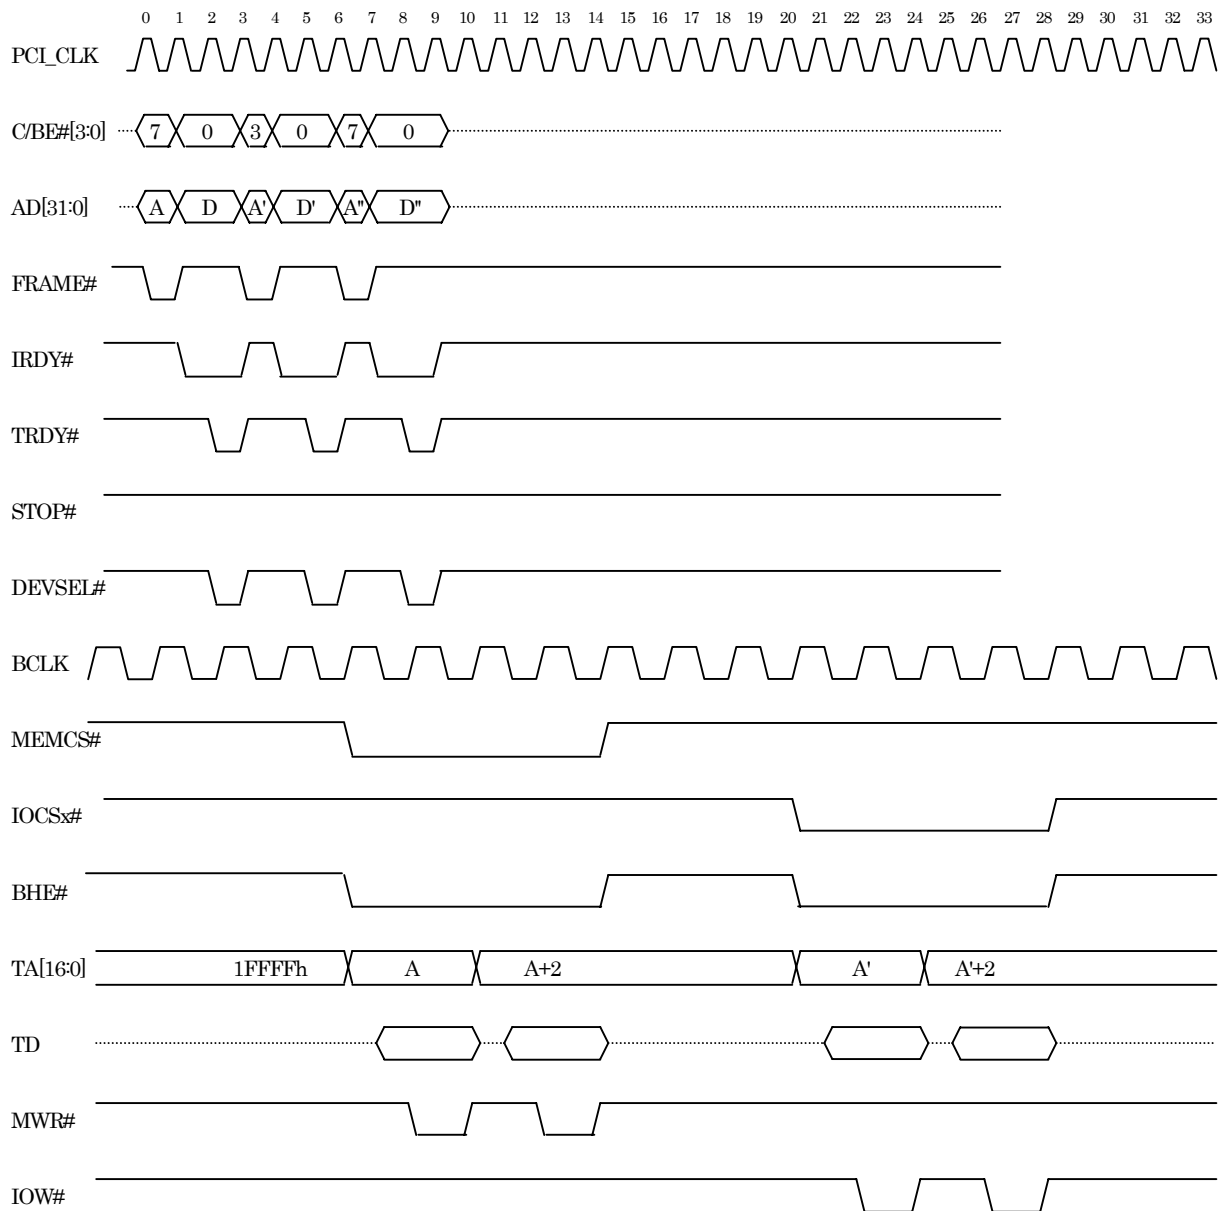 0 1 2 3 4 5 6 7 8 9 10 11 12 13 14 15 16 17 18 19 20 21 22 23 24 25 26 27 28 29 30 31 32 33
PCI_CLK
C/BE#[3:0] 7 0 3 0 7 0
AD[31:0] A D A' D' A" D"
FRAME#
IRDY#
TRDY#
STOP#
DEVSEL#
BCLK
MEMCS#
IOCSx#
BHE#
TA[16:0] 1FFFFh A A+2 A' A'+2
TD
MWR#
IOW#